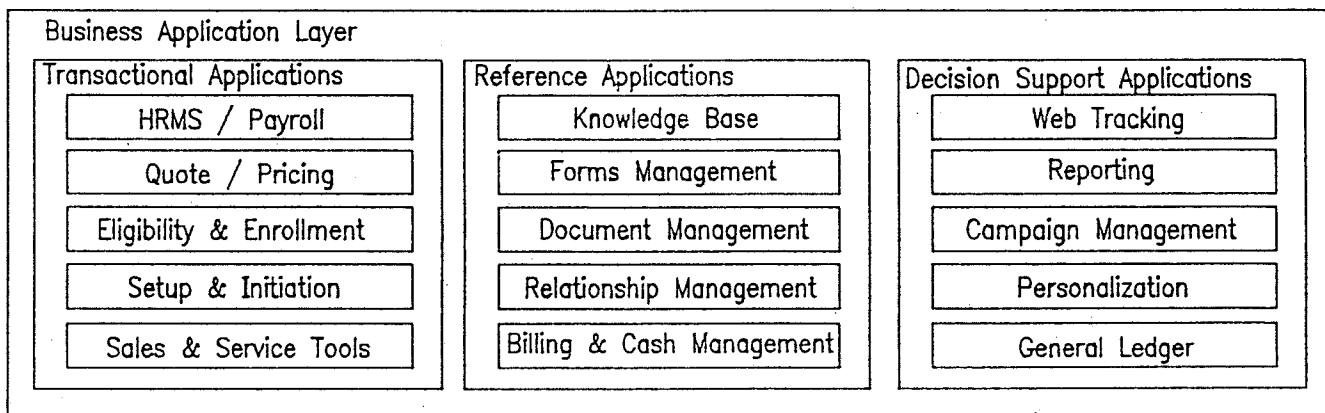 Business Application Layer
Transactional Applications
HRMS / Payroll
Quote / Pricing
Eligibility & Enrollment
Setup & Initiation
Sales & Service Tools
Reference Applications
Knowledge Base
Forms Management
Document Management
Relationship Management
Billing & Cash Management
Decision Support Applications
Web Tracking
Reporting
Campaign Management
Personalization
General Ledger